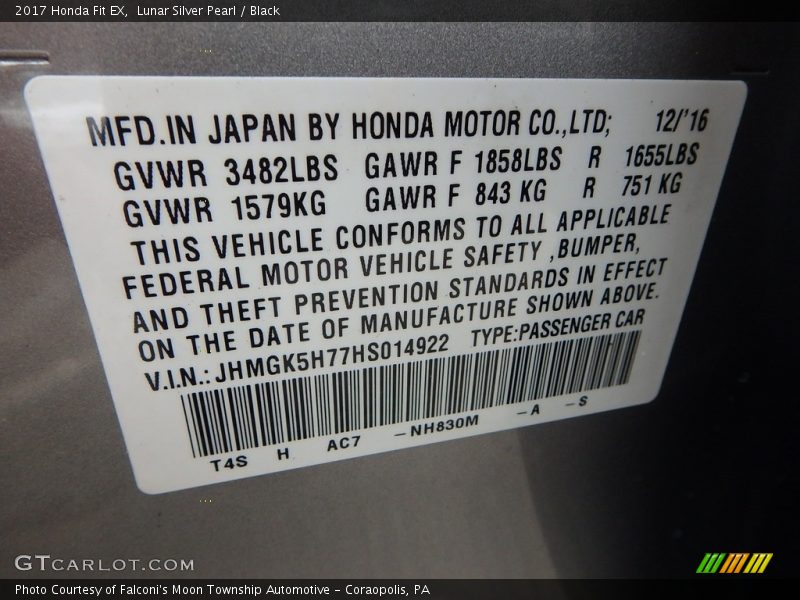 2017 Honda Fit EX,  Lunar Silver Pearl / Black
MFD.IN JAPAN BY HONDA MOTOR CO.,LTD; 12/'16
GVWR 3482LBS GAWR F 1858LBS R 1655LBS
GVWR 1579KG GAWR F 843 KG R 751 KG
THIS VEHICLE CONFORMS TO ALL APPLICABLE
FEDERAL MOTOR VEHICLE SAFETY ,BUMPER,
AND THEFT PREVENTION STANDARDS IN EFFECT
ON THE DATE OF MANUFACTURE SHOWN ABOVE.
V.I.N.: JHMGK5H77HS014922 TYPE:PASSENGER CAR
T4S H AC7 -NH830M -A -S
GTCARLOT.COM
Photo Courtesy of Falconi's Moon Township Automotive - Coraopolis, PA